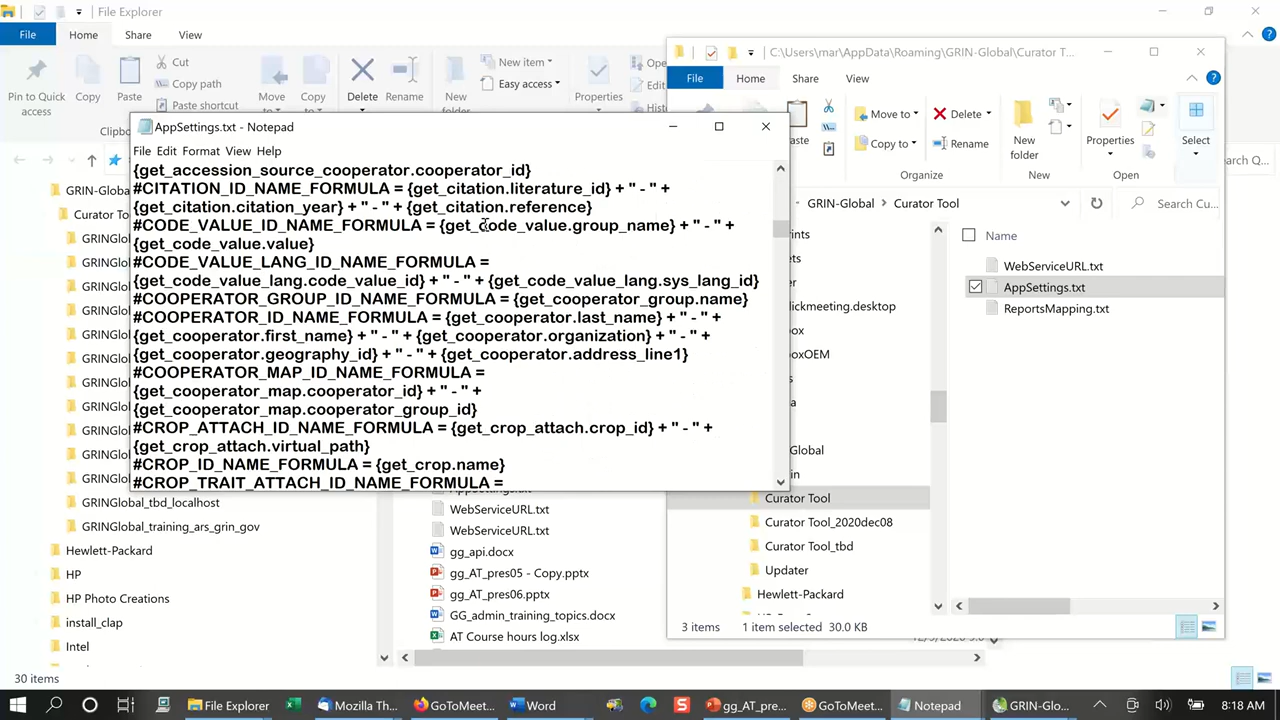 File Explorer
File
Home
Share
View
Pin to Quick
access
Copy
Paste
Cut
Copy path
Paste shortcut
Move
Copy
Delete
Rename
New
New item
Easy access
Properties
C:\Users\mar\AppData\Roaming\GRIN-Global\Curator T...
File
Home
Share
View
Move to
Copy to
Delete
Rename
Organize
New
folder
New
Open
Select
GRIN-Global
Curator Tool
Search Cu...
Name
WebServiceURL.txt
AppSettings.txt
ReportsMapping.txt
AppSettings.txt - Notepad
File Edit Format View Help
{get_accession_source_cooperator.cooperator_id}
#CITATION_ID_NAME_FORMULA = {get_citation.literature_id} + " - " +
{get_citation.citation_year} + " - " + {get_citation.reference}
#CODE_VALUE_ID_NAME_FORMULA = {get_code_value.group_name} + " - " +
{get_code_value.value}
#CODE_VALUE_LANG_ID_NAME_FORMULA =
{get_code_value_lang.code_value_id} + " - " + {get_code_value_lang.sys_lang_id}
#COOPERATOR_GROUP_ID_NAME_FORMULA = {get_cooperator_group.name}
#COOPERATOR_ID_NAME_FORMULA = {get_cooperator.last_name} + " - " +
{get_cooperator.first_name} + " - " + {get_cooperator.organization} + " - " +
{get_cooperator.geography_id} + " - " + {get_cooperator.address_line1}
#COOPERATOR_MAP_ID_NAME_FORMULA =
{get_cooperator_map.cooperator_id} + " - " +
{get_cooperator_map.cooperator_group_id}
#CROP_ATTACH_ID_NAME_FORMULA = {get_crop_attach.crop_id} + " - " +
{get_crop_attach.virtual_path}
#CROP_ID_NAME_FORMULA = {get_crop.name}
#CROP_TRAIT_ATTACH_ID_NAME_FORMULA =
GRIN-Global
Curator To
GRINGlobal_tbd_localhost
GRINGlobal_training_ars_grin_gov
Hewlett-Packard
HP
HP Photo Creations
install_clap
Intel
WebServiceURL.txt
WebServiceURL.txt
gg_api.docx
gg_AT_pres05 - Copy.pptx
gg_AT_pres06.pptx
GG_admin_training_topics.docx
AT Course hours log.xlsx
Curator Tool
Curator Tool_2020dec08
Curator Tool_tbd
Updater
Hewlett-Packard
3 items
1 item selected 30.0 KB
30 items
File Explorer
Mozilla Th...
GoToMeet...
Word
gg_AT_pre...
GoToMeet...
Notepad
GRIN-Glo...
8:18 AM